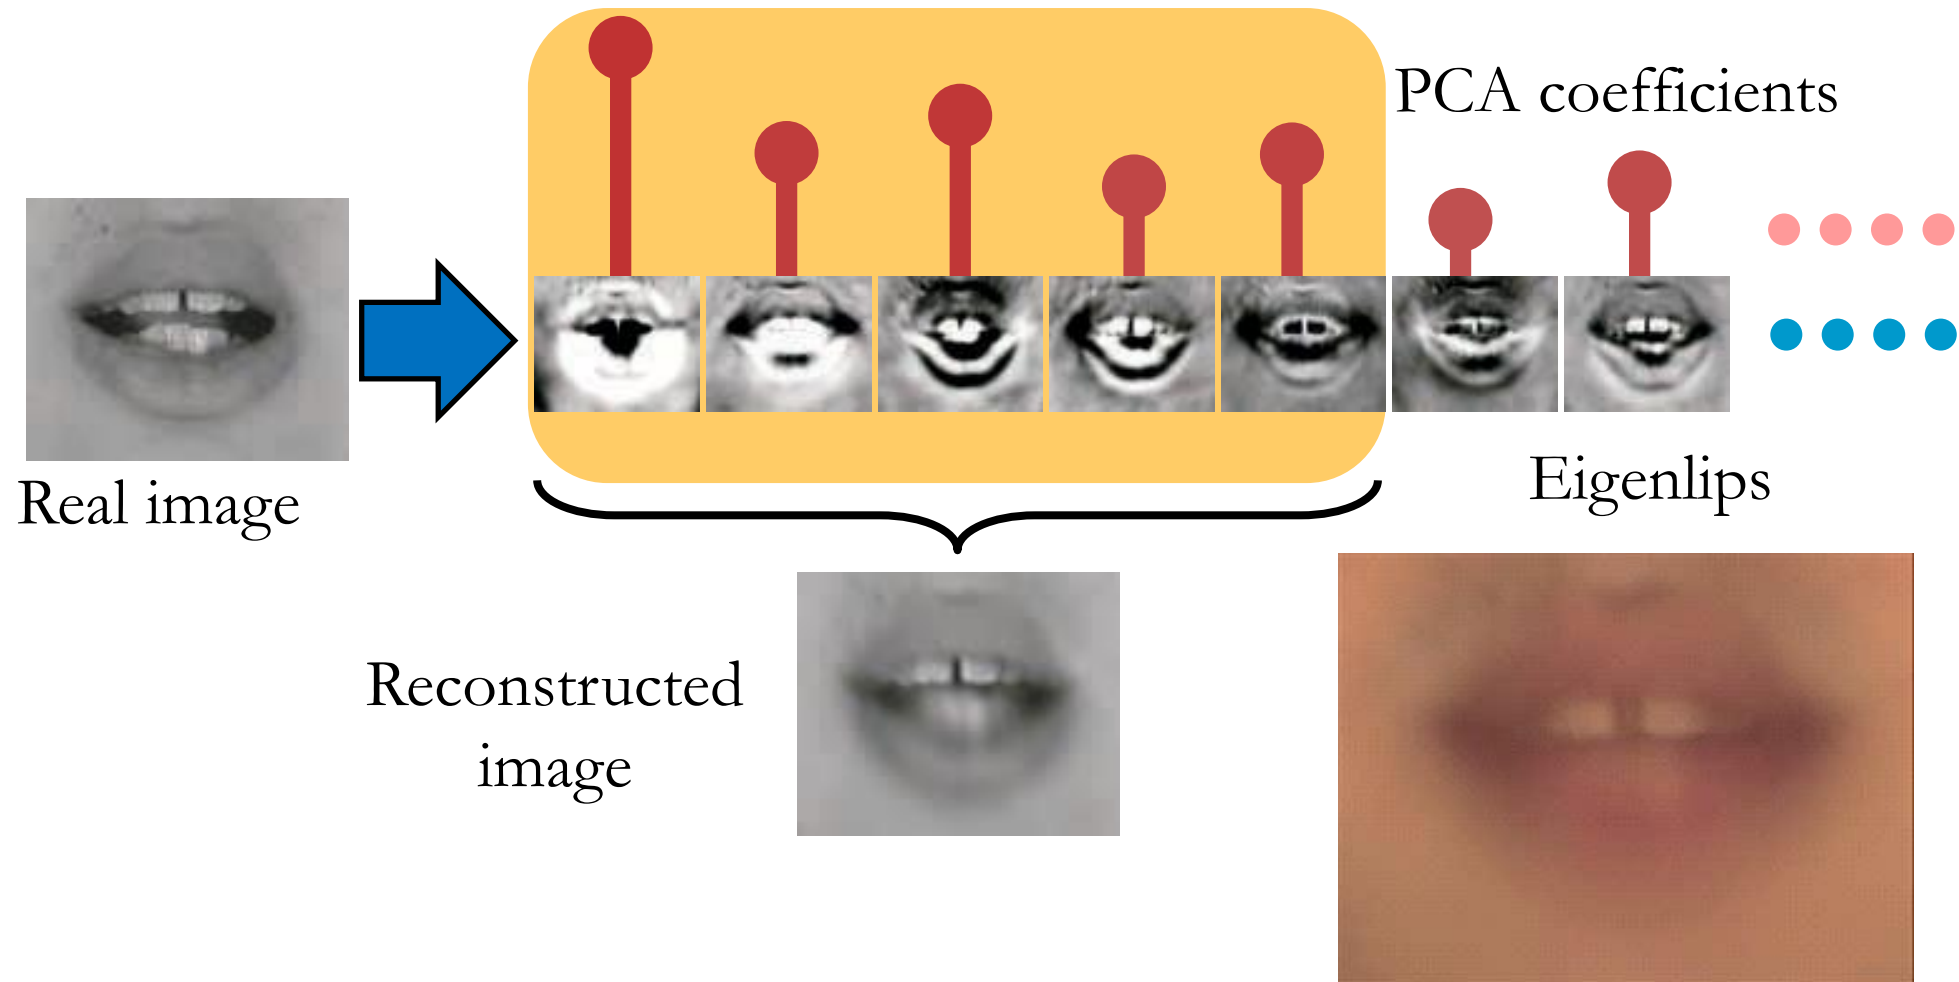 PCA coefficients
Real image
Eigenlips
Reconstructed
image